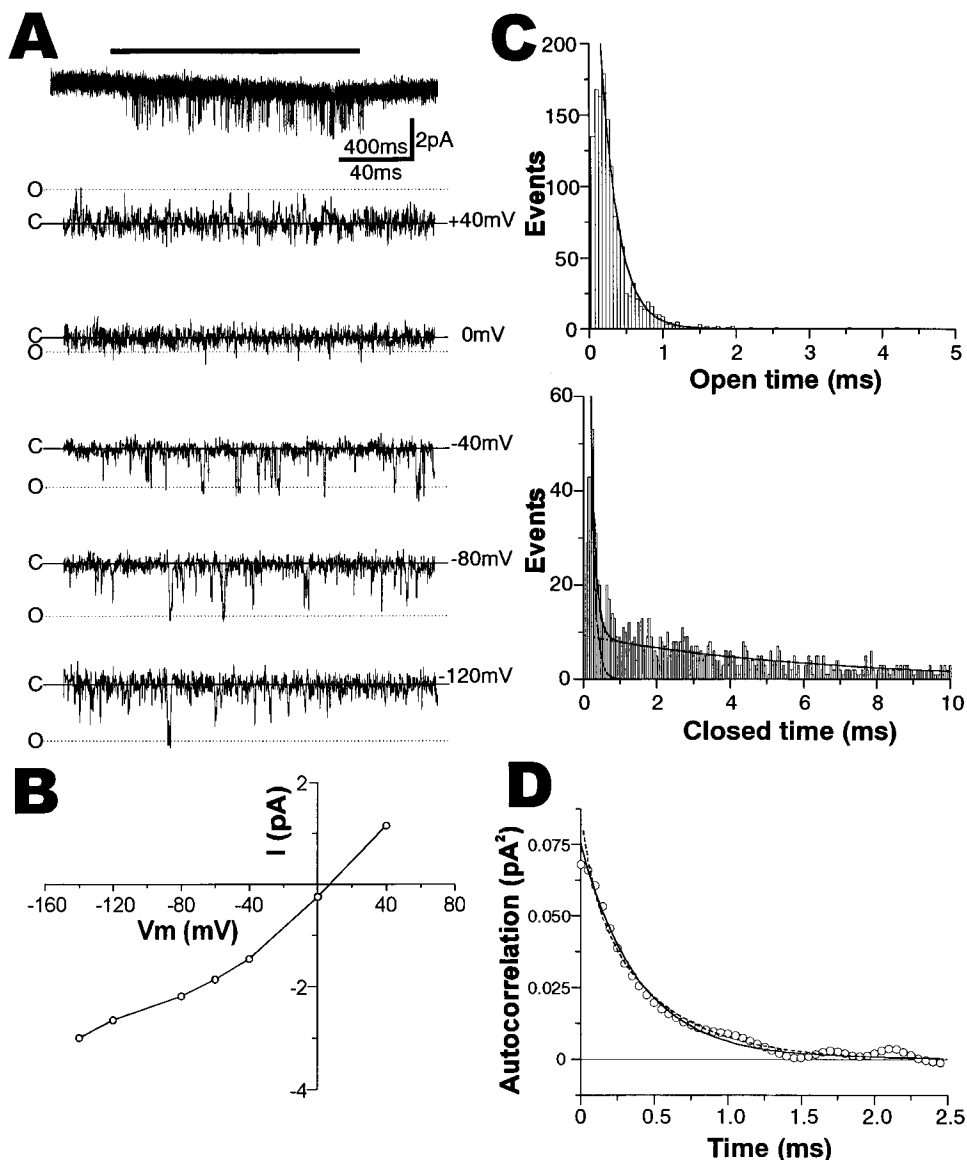 A
400ms
2pA
40ms
O
C
+40mV
C
O
0mV
C
O
-40mV
C
O
-80mV
C
O
-120mV
B
I (pA)
2
-160
-120
-80
-40
40
80
Vm (mV)
-2
-4
C
Events
200
150
100
50
0
0
1
2
3
4
5
Open time (ms)
Events
60
40
20
0
0
2
4
6
8
10
Closed time (ms)
D
Autocorrelation (pA²)
0.075
0.050
0.025
0
0
0.5
1.0
1.5
2.0
2.5
Time (ms)